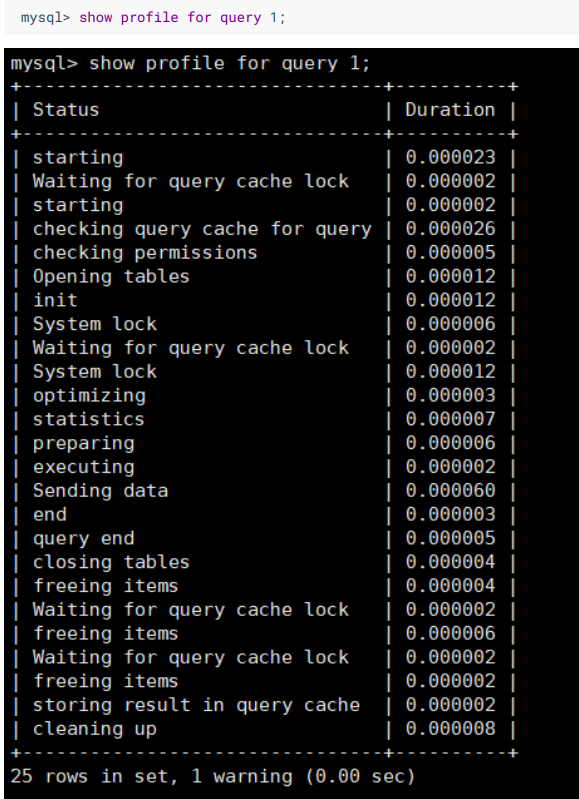 mysql> show profile for query 1;
mysql> show profile for query 1;
+--------------------------------+----------+
| Status                         | Duration |
+--------------------------------+----------+
| starting                       | 0.000023 |
| Waiting for query cache lock   | 0.000002 |
| starting                       | 0.000002 |
| checking query cache for query | 0.000026 |
| checking permissions           | 0.000005 |
| Opening tables                 | 0.000012 |
| init                           | 0.000012 |
| System lock                    | 0.000006 |
| Waiting for query cache lock   | 0.000002 |
| System lock                    | 0.000012 |
| optimizing                     | 0.000003 |
| statistics                     | 0.000007 |
| preparing                      | 0.000006 |
| executing                      | 0.000002 |
| Sending data                   | 0.000060 |
| end                            | 0.000003 |
| query end                      | 0.000005 |
| closing tables                 | 0.000004 |
| freeing items                  | 0.000004 |
| Waiting for query cache lock   | 0.000002 |
| freeing items                  | 0.000006 |
| Waiting for query cache lock   | 0.000002 |
| freeing items                  | 0.000002 |
| storing result in query cache  | 0.000002 |
| cleaning up                    | 0.000008 |
+--------------------------------+----------+
25 rows in set, 1 warning (0.00 sec)